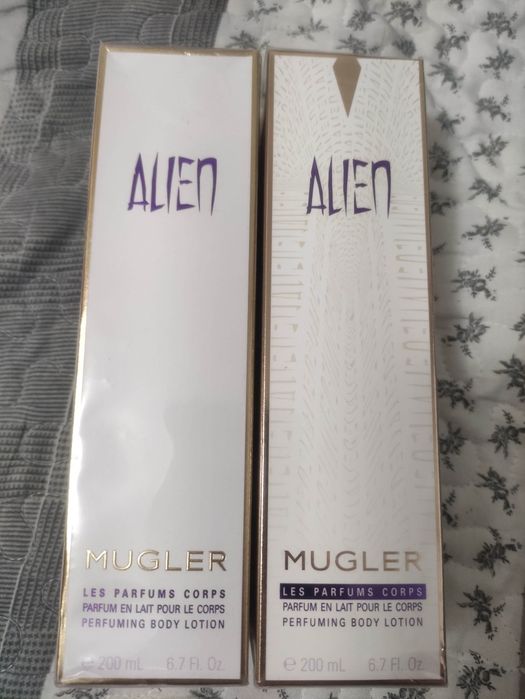 ALIEN
MUGLER
LES PARFUMS CORPS
PARFUM EN LAIT POUR LE CORPS
PERFUMING BODY LOTION
℮ 200 mL 6.7 Fl. Oz.
ALIEN
MUGLER
LES PARFUMS CORPS
PARFUM EN LAIT POUR LE CORPS
PERFUMING BODY LOTION
℮ 200 mL 6.7 Fl. Oz.